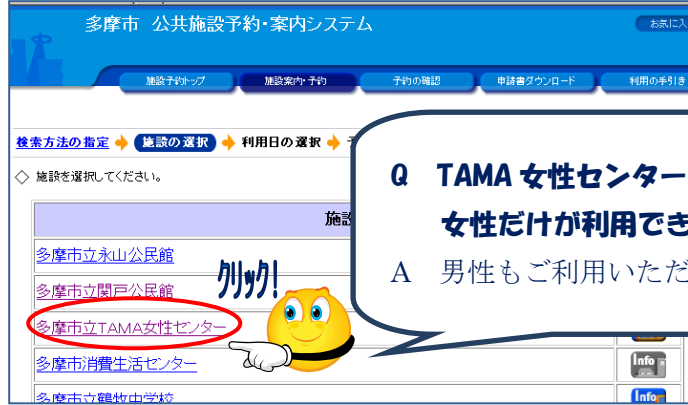 多摩市 公共施設予約・案内システム
お気に入
施設予約トップ
施設案内・予約
予約の確認
申請書ダウンロード
利用の手引き
検索方法の指定 施設の選択 利用日の選択
◇ 施設を選択してください。
施設
多摩市立永山公民館
多摩市立関戸公民館
多摩市立TAMA女性センター
多摩市消費生活センター
多摩市立鶴牧中学校
クリック!
Q TAMA 女性センター
女性だけが利用でき
A 男性もご利用いただ
Info
Info